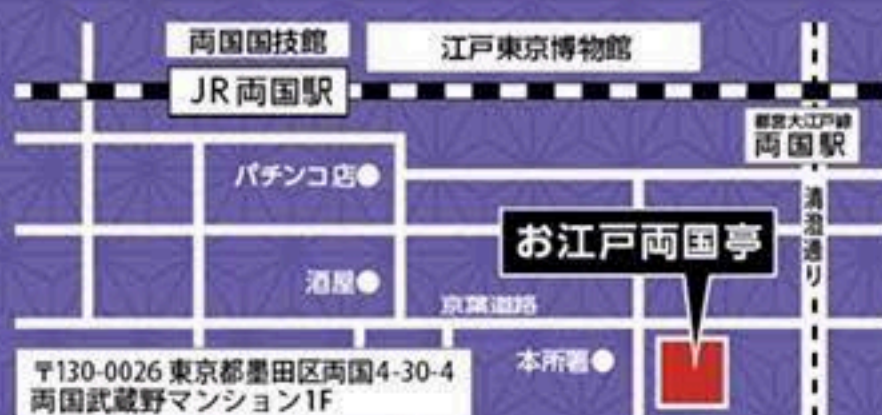 両国国技館
江戸東京博物館
JR両国駅
都営大江戸線
両国駅
パチンコ店
清澄通り
お江戸両国亭
酒屋
京葉道路
本所署
〒130-0026 東京都墨田区両国4-30-4
両国武蔵野マンション1F